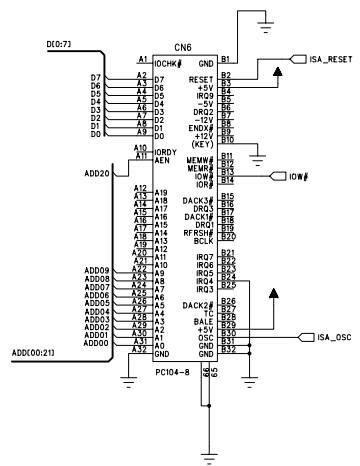 D[0:7]
CN6
A1 IOCHK# GND B1
D7 A2 D7 RESET B2 ISA_RESET
D6 A3 D6 +5V B3
D5 A4 D5 IRQ9 B4
D4 A5 D4 -5V B5
D3 A6 D3 DRQ2 B6
D2 A7 D2 -12V B7
D1 A8 D1 ENDX# B8
D0 A9 D0 +12V B9
A10 IORDY (KEY) B10
ADD20 A11 AEN MEMW# B11
A12 A19 MEMR# B12
A13 A18 IOW# B13 IOW#
A14 A17 IOR# B14
A15 A16 DACK3# B15
A16 A15 DRQ3 B16
A17 A14 DACK1# B17
A18 A13 DRQ1 B18
A19 A12 RFRSH# B19
A20 A11 BCLK B20
A21 A10 IRQ7 B21
ADD09 A22 A9 IRQ6 B22
ADD08 A23 A8 IRQ5 B23
ADD07 A24 A7 IRQ4 B24
ADD06 A25 A6 IRQ3 B25
ADD05 A26 A5 DACK2# B26
ADD04 A27 A4 TC B27
ADD03 A28 A3 BALE B28
ADD02 A29 A2 +5V B29
ADD01 A30 A1 OSC B30 ISA_OSC
ADD00 A31 A0 GND B31
A32 GND GND B32
ADD[00:21]
PC104-8
66
65